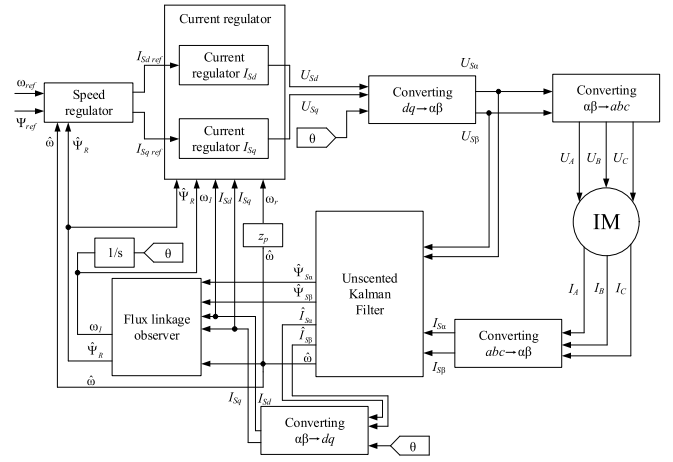 Current regulator
I_Sd ref
Current
regulator I_Sd
U_Sd
U_Sα
ω_ref
Speed
regulator
Converting
dq→αβ
Converting
αβ→abc
Ψ_ref
I_Sq ref
Current
regulator I_Sq
U_Sq
θ
U_Sβ
ω̂
Ψ̂_R
U_A
U_B
U_C
Ψ̂_R
ω_I
I_Sd
I_Sq
ω_r
IM
z_p
1/s
θ
ω̂
Unscented
Kalman
Filter
Ψ̂_Sα
Ψ̂_Sβ
I_A
I_B
I_C
Flux linkage
observer
Î_Sα
Î_Sβ
ω_I
Ψ̂_R
ω̂
I_Sα
I_Sβ
Converting
abc→αβ
ω̂
I_Sq
I_Sd
Converting
αβ→dq
θ